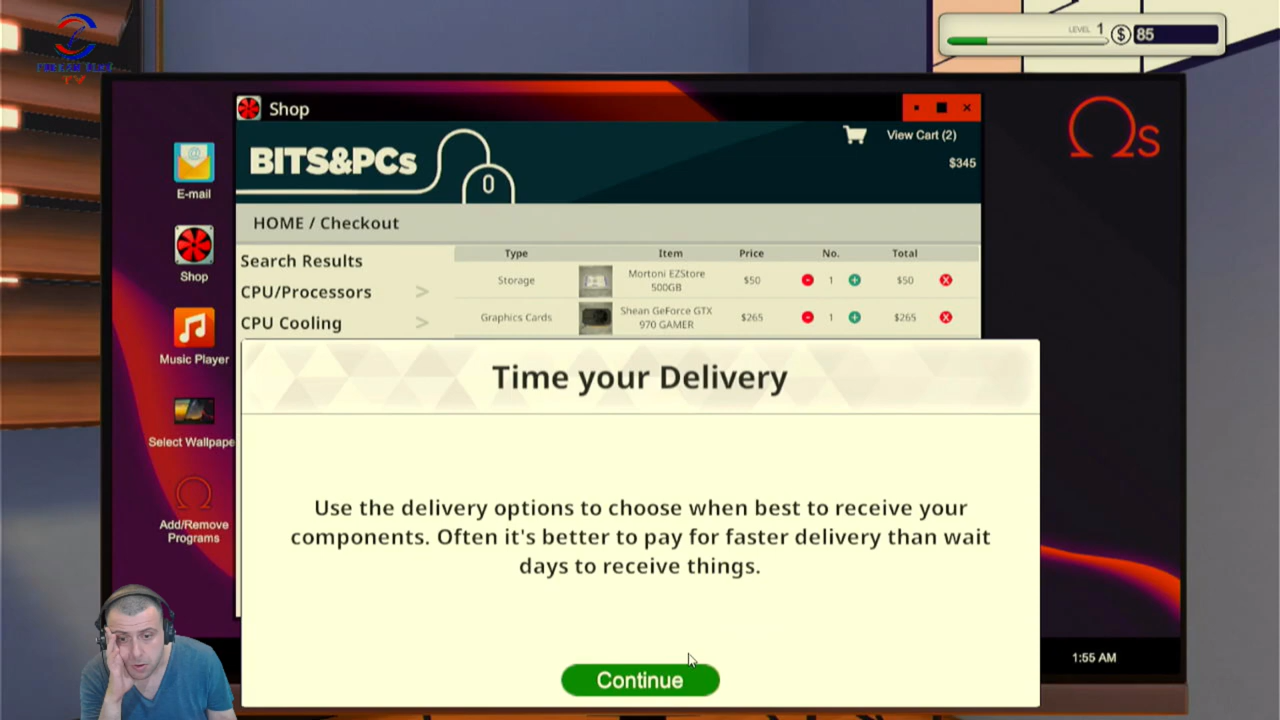 LEVEL 1 $ 85
Shop
View Cart (2)
BITS&PCs
$345
S
E-mail
HOME / Checkout
Search Results
Type Item Price No. Total
Storage Mortoni EZStore 500GB $50 1 $50
CPU/Processors
Graphics Cards Shean GeForce GTX 970 GAMER $265 1 $265
CPU Cooling
Shop
Music Player
Select Wallpape
Add/Remove
Programs
Time your Delivery
Use the delivery options to choose when best to receive your
components. Often it's better to pay for faster delivery than wait
days to receive things.
Continue
1:55 AM
TV